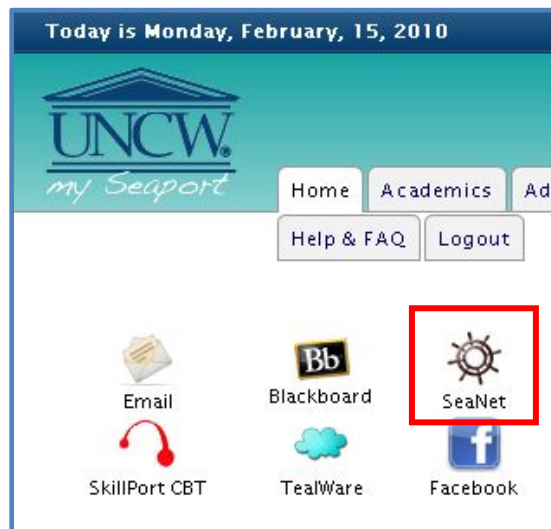 Today is Monday, February, 15, 2010
UNCW®
my Seaport
Home Academics Ad
Help & FAQ Logout
Bb
Email Blackboard SeaNet
f
SkillPort CBT TealWare Facebook